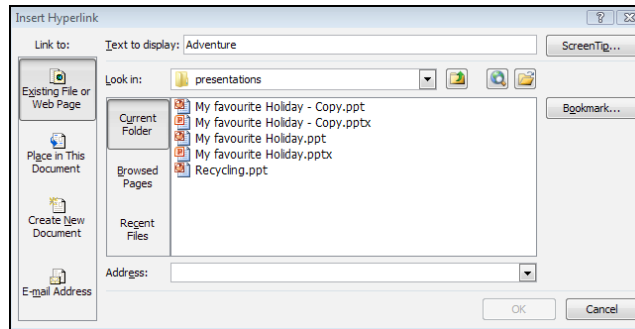 Insert Hyperlink
Link to:
Text to display: Adventure
ScreenTip...
Existing File or
Web Page
Look in: presentations
Bookmark...
Current
Folder
My favourite Holiday - Copy.ppt
My favourite Holiday - Copy.pptx
My favourite Holiday.ppt
My favourite Holiday.pptx
Recycling.ppt
Place in This
Document
Browsed
Pages
Create New
Document
Recent
Files
E-mail Address
Address:
OK
Cancel